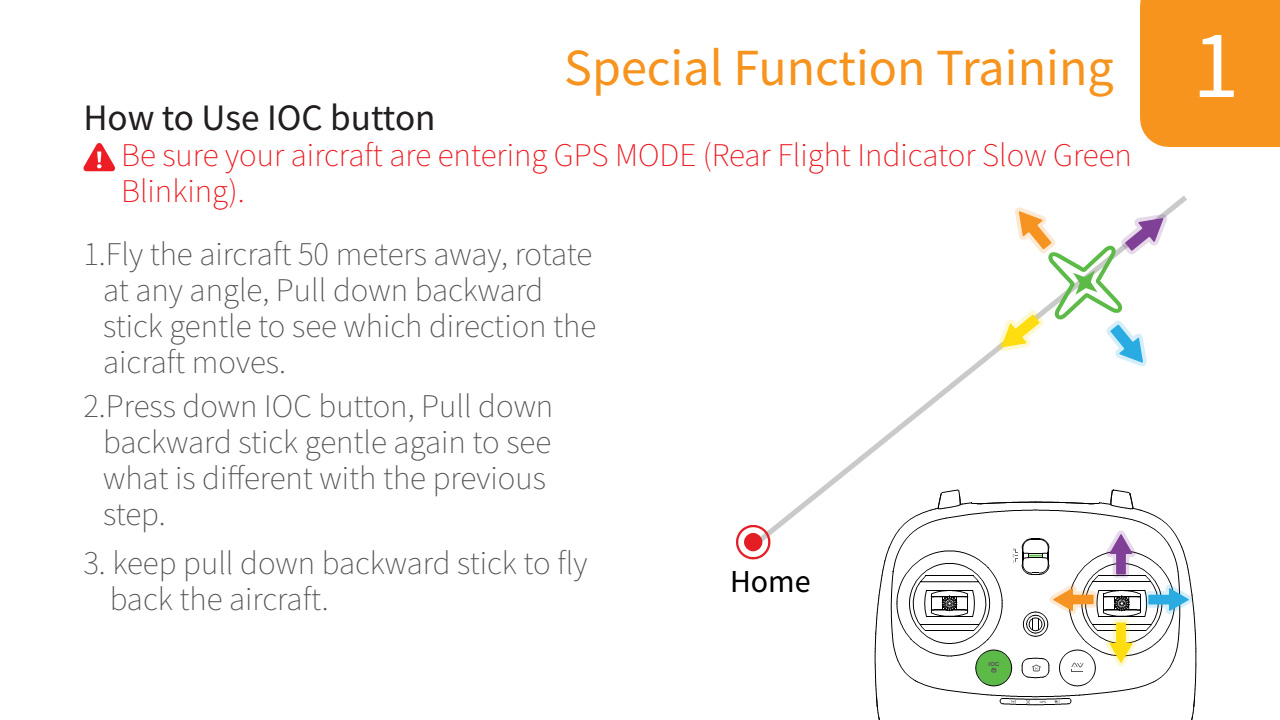 Special Function Training
1
How to Use IOC button
Be sure your aircraft are entering GPS MODE (Rear Flight Indicator Slow Green
Blinking).
1.Fly the aircraft 50 meters away, rotate
at any angle, Pull down backward
stick gentle to see which direction the
aicraft moves.
2.Press down IOC button, Pull down
backward stick gentle again to see
what is different with the previous
step.
3. keep pull down backward stick to fly
back the aircraft.
Home
IOC